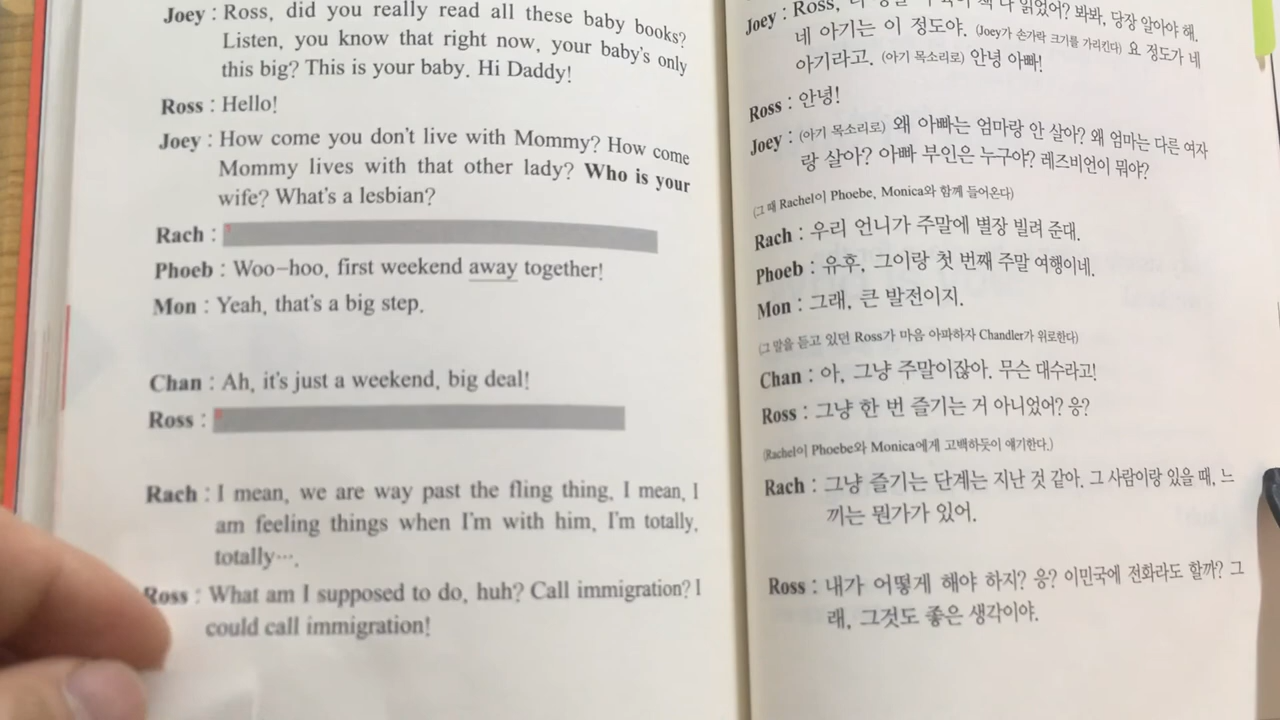 Joey : Ross, did you really read all these baby books?
Listen, you know that right now, your baby's only
this big? This is your baby. Hi Daddy!
Ross : Hello!
Joey : How come you don't live with Mommy? How come
Mommy lives with that other lady? Who is your
wife? What's a lesbian?
Rach :
Phoeb : Woo-hoo, first weekend away together!
Mon : Yeah, that's a big step.
Chan : Ah, it's just a weekend, big deal!
Ross :
Rach : I mean, we are way past the fling thing, I mean, I
am feeling things when I'm with him, I'm totally,
totally….
Ross : What am I supposed to do, huh? Call immigration? I
could call immigration!
Joey : Ross, 읽었어? 봐봐, 당장 알아야 해.
네 아기는 이 정도야. (Joey가 손가락 크기를 가리킨다) 요 정도가 네
아기라고. (아기 목소리로) 안녕 아빠!
Ross : 안녕!
Joey : (아기 목소리로) 왜 아빠는 엄마랑 안 살아? 왜 엄마는 다른 여자
랑 살아? 아빠 부인은 누구야? 레즈비언이 뭐야?
(그 때 Rachel이 Phoebe, Monica와 함께 들어온다)
Rach : 우리 언니가 주말에 별장 빌려 준대.
Phoeb : 유후, 그이랑 첫 번째 주말 여행이네.
Mon : 그래, 큰 발전이지.
(그 말을 듣고 있던 Ross가 마음 아파하자 Chandler가 위로한다)
Chan : 아, 그냥 주말이잖아. 무슨 대수라고!
Ross : 그냥 한 번 즐기는 거 아니었어? 응?
(Rachel이 Phoebe와 Monica에게 고백하듯이 얘기한다.)
Rach : 그냥 즐기는 단계는 지난 것 같아. 그 사람이랑 있을 때, 느
끼는 뭔가가 있어.
Ross : 내가 어떻게 해야 하지? 응? 이민국에 전화라도 할까? 그
래, 그것도 좋은 생각이야.